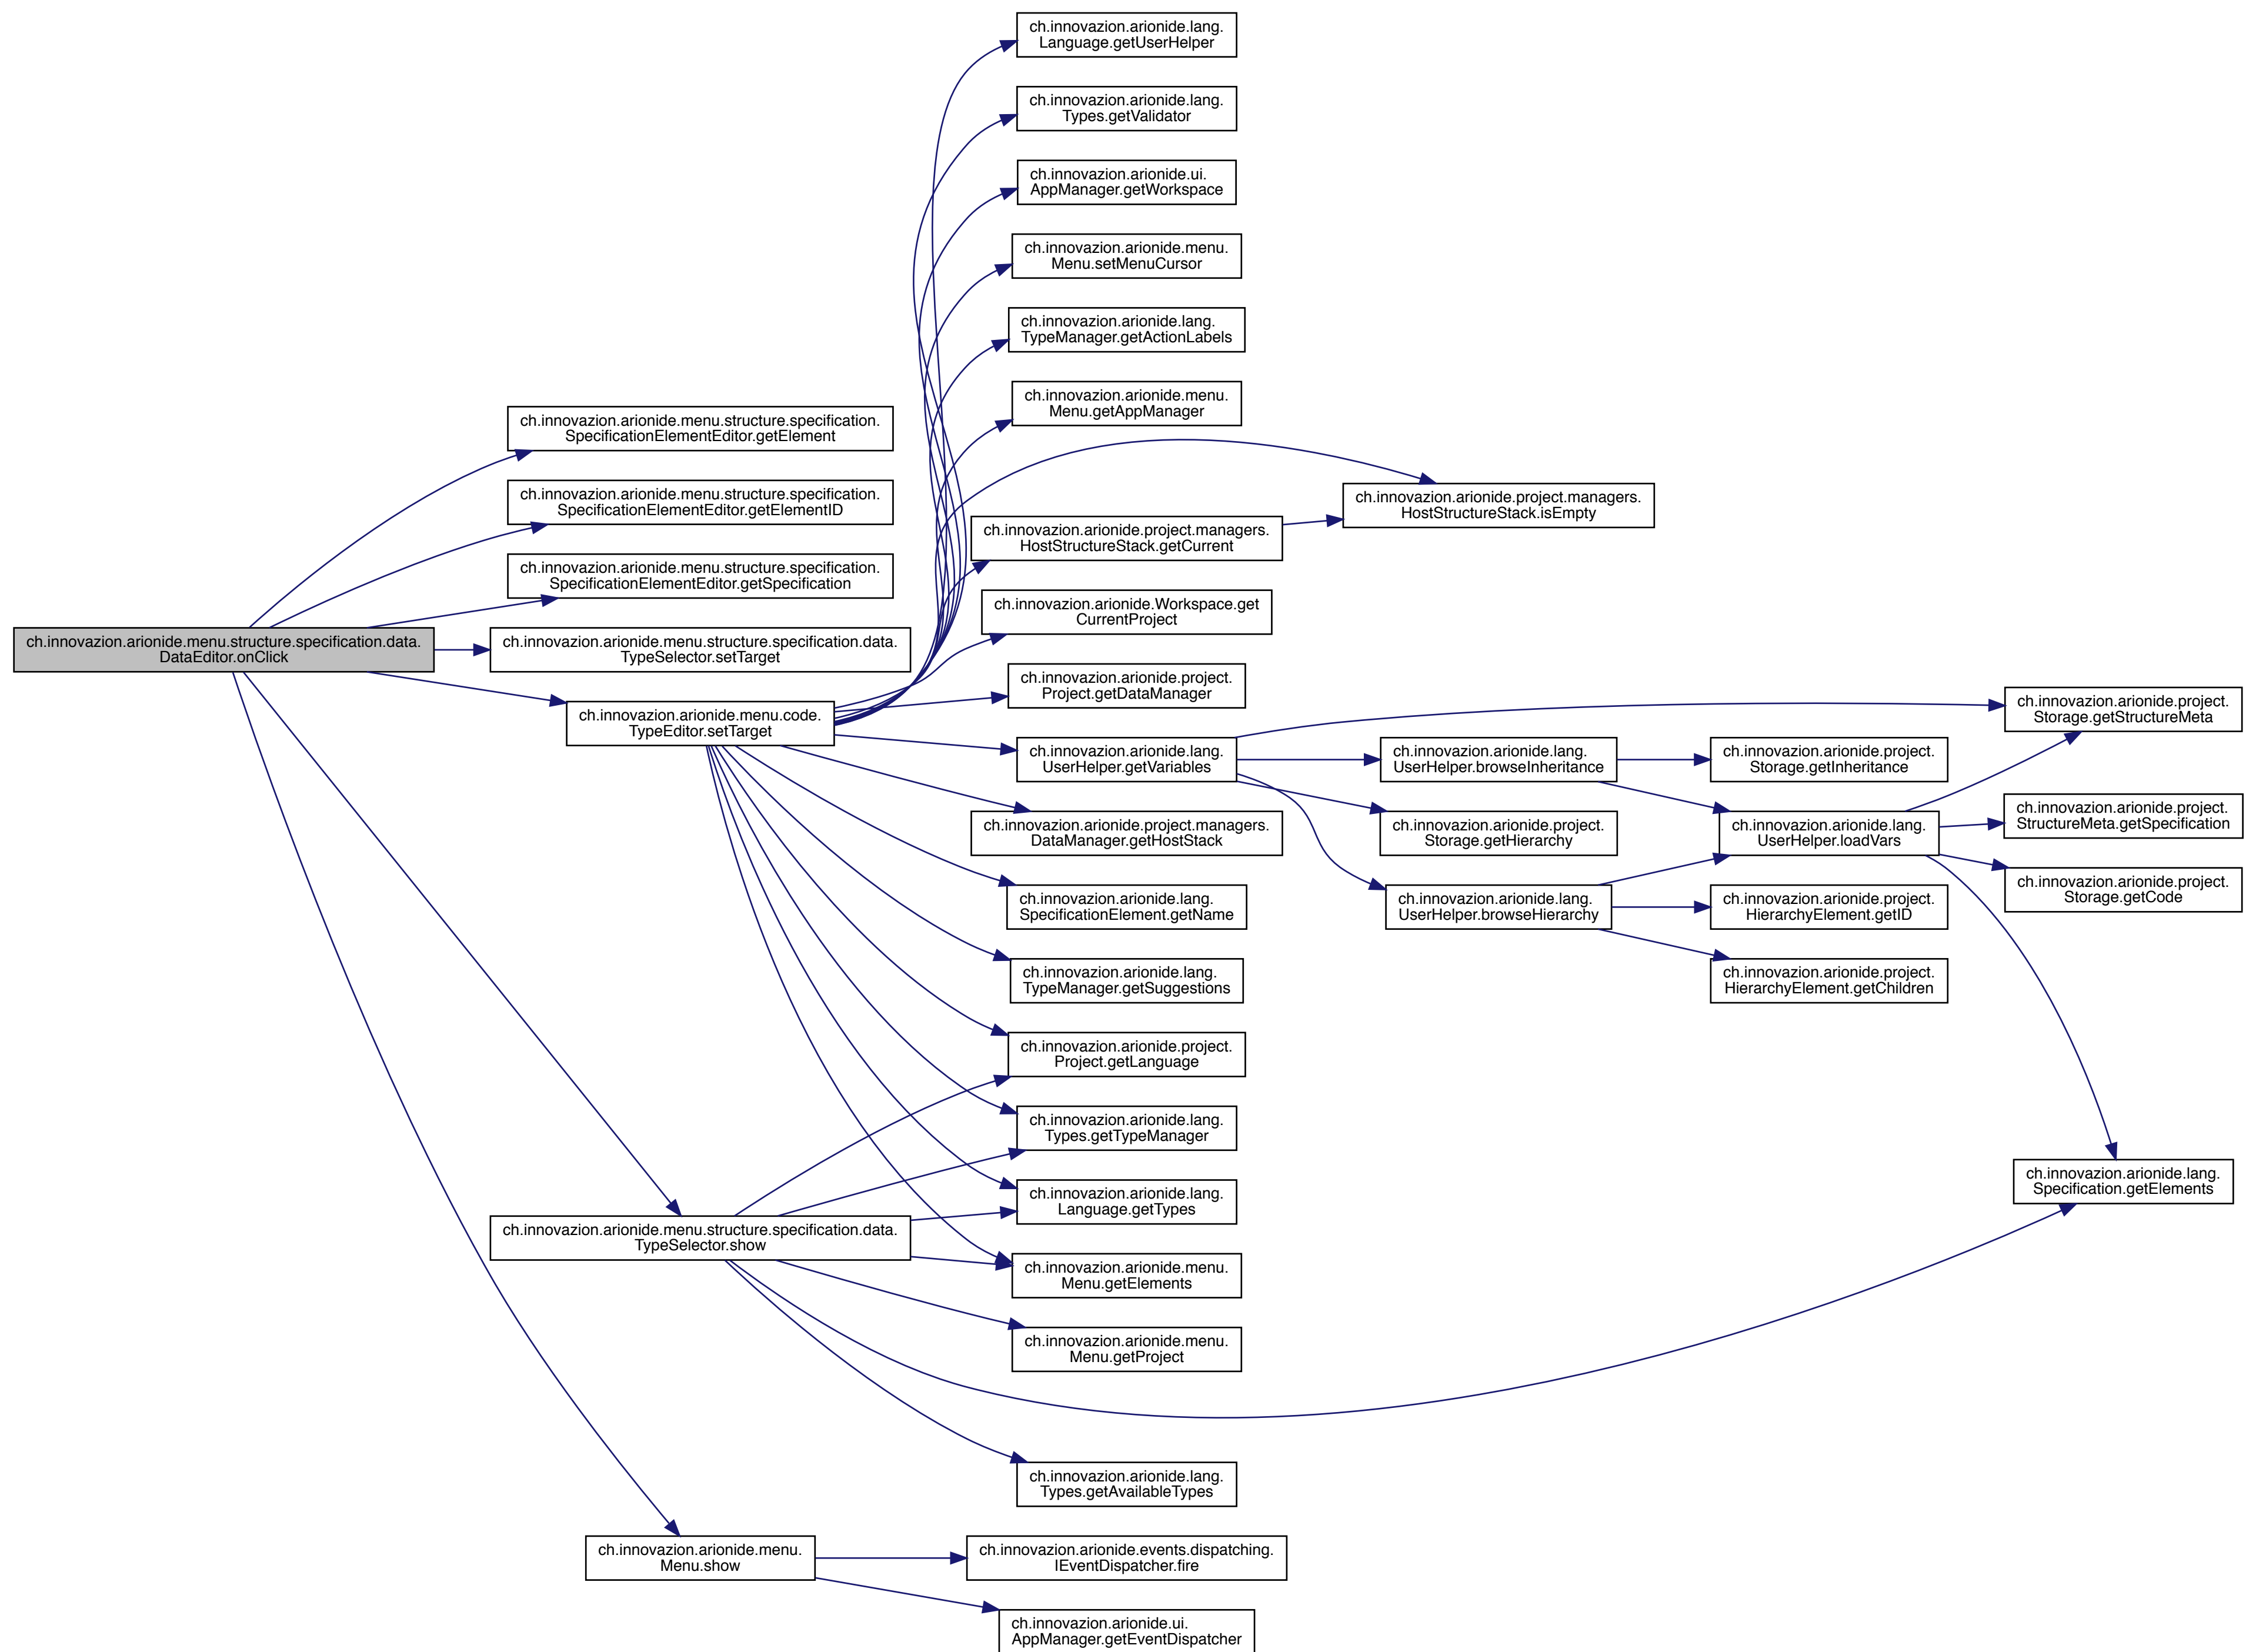 ch.innovazion.arionide.menu.structure.specification.data.
DataEditor.onClick
ch.innovazion.arionide.menu.structure.specification.
SpecificationElementEditor.getElement
ch.innovazion.arionide.menu.structure.specification.
SpecificationElementEditor.getElementID
ch.innovazion.arionide.menu.structure.specification.
SpecificationElementEditor.getSpecification
ch.innovazion.arionide.menu.structure.specification.data.
TypeSelector.setTarget
ch.innovazion.arionide.menu.code.
TypeEditor.setTarget
ch.innovazion.arionide.menu.structure.specification.data.
TypeSelector.show
ch.innovazion.arionide.menu.
Menu.show
ch.innovazion.arionide.lang.
Language.getUserHelper
ch.innovazion.arionide.lang.
Types.getValidator
ch.innovazion.arionide.ui.
AppManager.getWorkspace
ch.innovazion.arionide.menu.
Menu.setMenuCursor
ch.innovazion.arionide.lang.
TypeManager.getActionLabels
ch.innovazion.arionide.menu.
Menu.getAppManager
ch.innovazion.arionide.project.managers.
HostStructureStack.getCurrent
ch.innovazion.arionide.Workspace.get
CurrentProject
ch.innovazion.arionide.project.
Project.getDataManager
ch.innovazion.arionide.lang.
UserHelper.getVariables
ch.innovazion.arionide.project.managers.
DataManager.getHostStack
ch.innovazion.arionide.lang.
SpecificationElement.getName
ch.innovazion.arionide.lang.
TypeManager.getSuggestions
ch.innovazion.arionide.project.
Project.getLanguage
ch.innovazion.arionide.lang.
Types.getTypeManager
ch.innovazion.arionide.lang.
Language.getTypes
ch.innovazion.arionide.menu.
Menu.getElements
ch.innovazion.arionide.menu.
Menu.getProject
ch.innovazion.arionide.lang.
Types.getAvailableTypes
ch.innovazion.arionide.events.dispatching.
IEventDispatcher.fire
ch.innovazion.arionide.ui.
AppManager.getEventDispatcher
ch.innovazion.arionide.project.managers.
HostStructureStack.isEmpty
ch.innovazion.arionide.lang.
UserHelper.browseInheritance
ch.innovazion.arionide.project.
Storage.getHierarchy
ch.innovazion.arionide.lang.
UserHelper.browseHierarchy
ch.innovazion.arionide.project.
Storage.getInheritance
ch.innovazion.arionide.lang.
UserHelper.loadVars
ch.innovazion.arionide.project.
HierarchyElement.getID
ch.innovazion.arionide.project.
HierarchyElement.getChildren
ch.innovazion.arionide.project.
Storage.getStructureMeta
ch.innovazion.arionide.project.
StructureMeta.getSpecification
ch.innovazion.arionide.project.
Storage.getCode
ch.innovazion.arionide.lang.
Specification.getElements